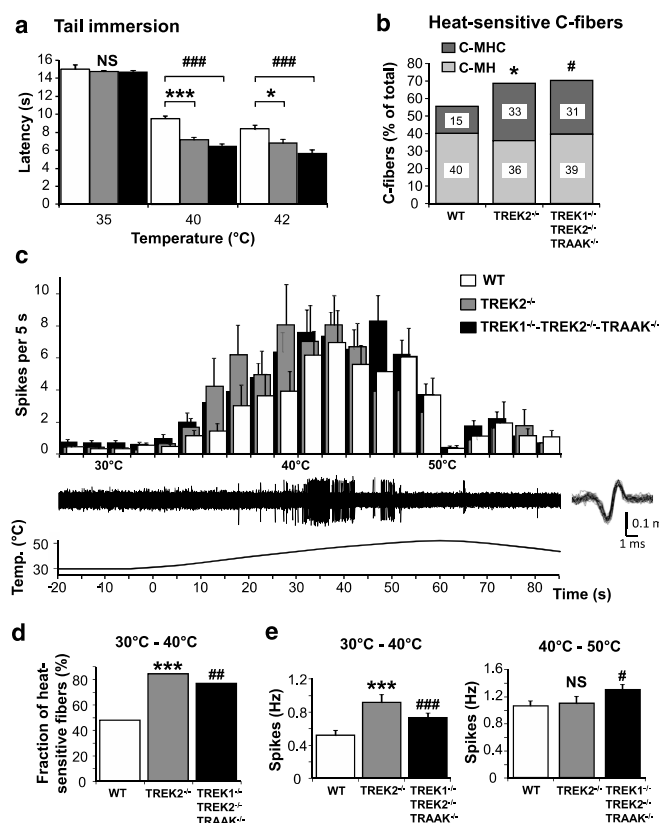 a Tail immersion
Latency (s)
18
16
14
12
10
8
6
4
2
0
NS
***
###
*
###
35 40 42
Temperature (°C)
b Heat-sensitive C-fibers
C-MHC
C-MH
C-fibers (% of total)
80
70
60
50
40
30
20
10
0
*
#
15 33 31
40 36 39
WT TREK2-/- TREK1-/-
TREK2-/-
TRAAK-/-
c
WT
TREK2-/-
TREK1-/-TREK2-/-TRAAK-/-
Spikes per 5 s
10
8
6
4
2
0
30°C 40°C 50°C
0.1 m
1 ms
Temp. (°C)
50
30
-20 -10 0 10 20 30 40 50 60 70 80 Time (s)
d 30°C - 40°C
Fraction of heat-
sensitive fibers (%)
80
60
40
20
0
***
##
WT TREK2-/- TREK1-/-
TREK2-/-
TRAAK-/-
e 30°C - 40°C
Spikes (Hz)
1.6
1.2
0.8
0.4
0
***
###
WT TREK2-/- TREK1-/-
TREK2-/-
TRAAK-/-
40°C - 50°C
Spikes (Hz)
1.6
1.2
0.8
0.4
0
NS
#
WT TREK2-/- TREK1-/-
TREK2-/-
TRAAK-/-